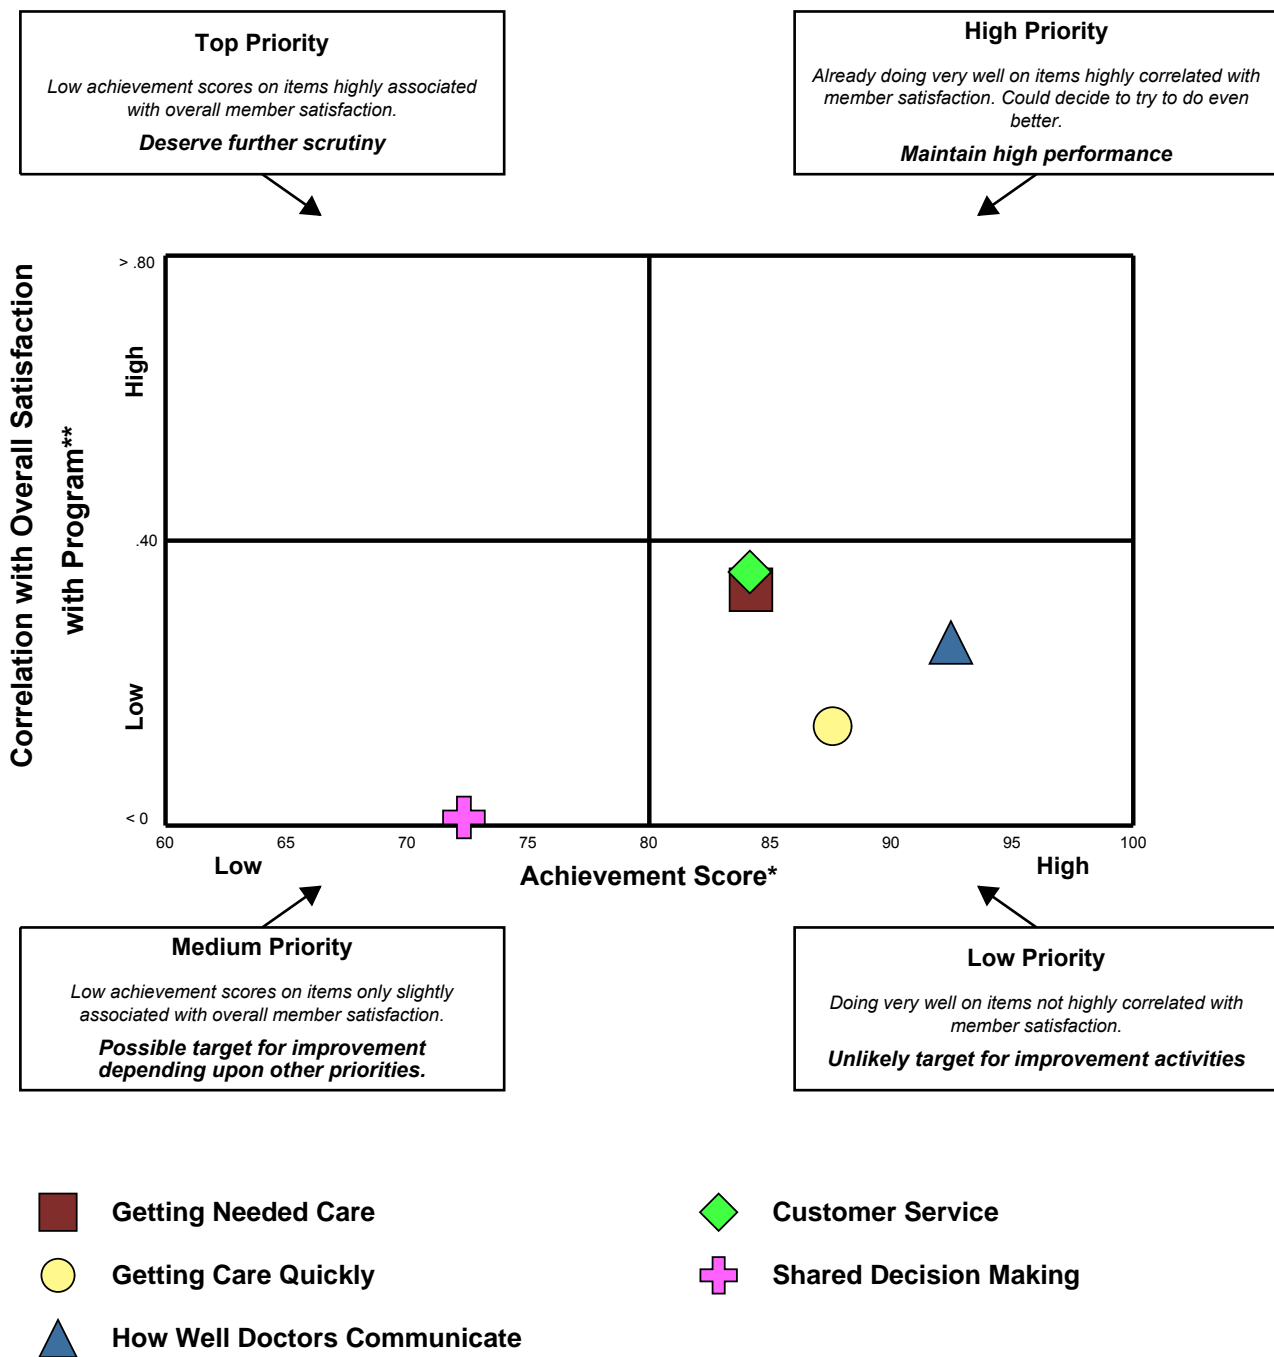 Top Priority
Low achievement scores on items highly associated
with overall member satisfaction.
Deserve further scrutiny
High Priority
Already doing very well on items highly correlated with
member satisfaction. Could decide to try to do even
better.
Maintain high performance
Correlation with Overall Satisfaction
with Program**
> .80
High
.40
Low
< 0
60
65
70
75
80
85
90
95
100
Low
Achievement Score*
High
Medium Priority
Low achievement scores on items only slightly
associated with overall member satisfaction.
Possible target for improvement
depending upon other priorities.
Low Priority
Doing very well on items not highly correlated with
member satisfaction.
Unlikely target for improvement activities
Getting Needed Care
Customer Service
Getting Care Quickly
Shared Decision Making
How Well Doctors Communicate